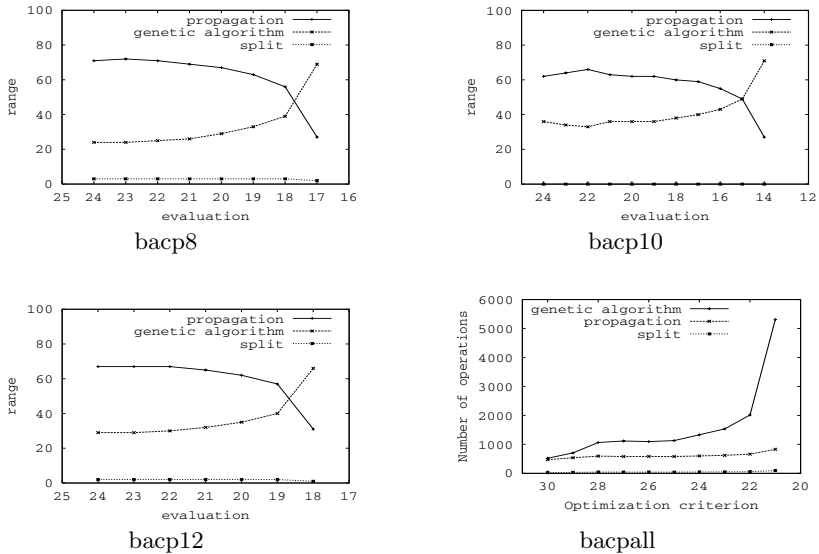 100
80
60
40
20
0
range
propagation
genetic algorithm
split
25 24 23 22 21 20 19 18 17 16
evaluation
bacp8
100
80
60
40
20
0
range
propagation
genetic algorithm
split
24 22 20 18 16 14 12
evaluation
bacp10
100
80
60
40
20
0
range
propagation
genetic algorithm
split
25 24 23 22 21 20 19 18 17
evaluation
bacp12
6000
5000
4000
3000
2000
1000
0
Number of operations
genetic algorithm
propagation
split
30 28 26 24 22 20
Optimization criterion
bacpall